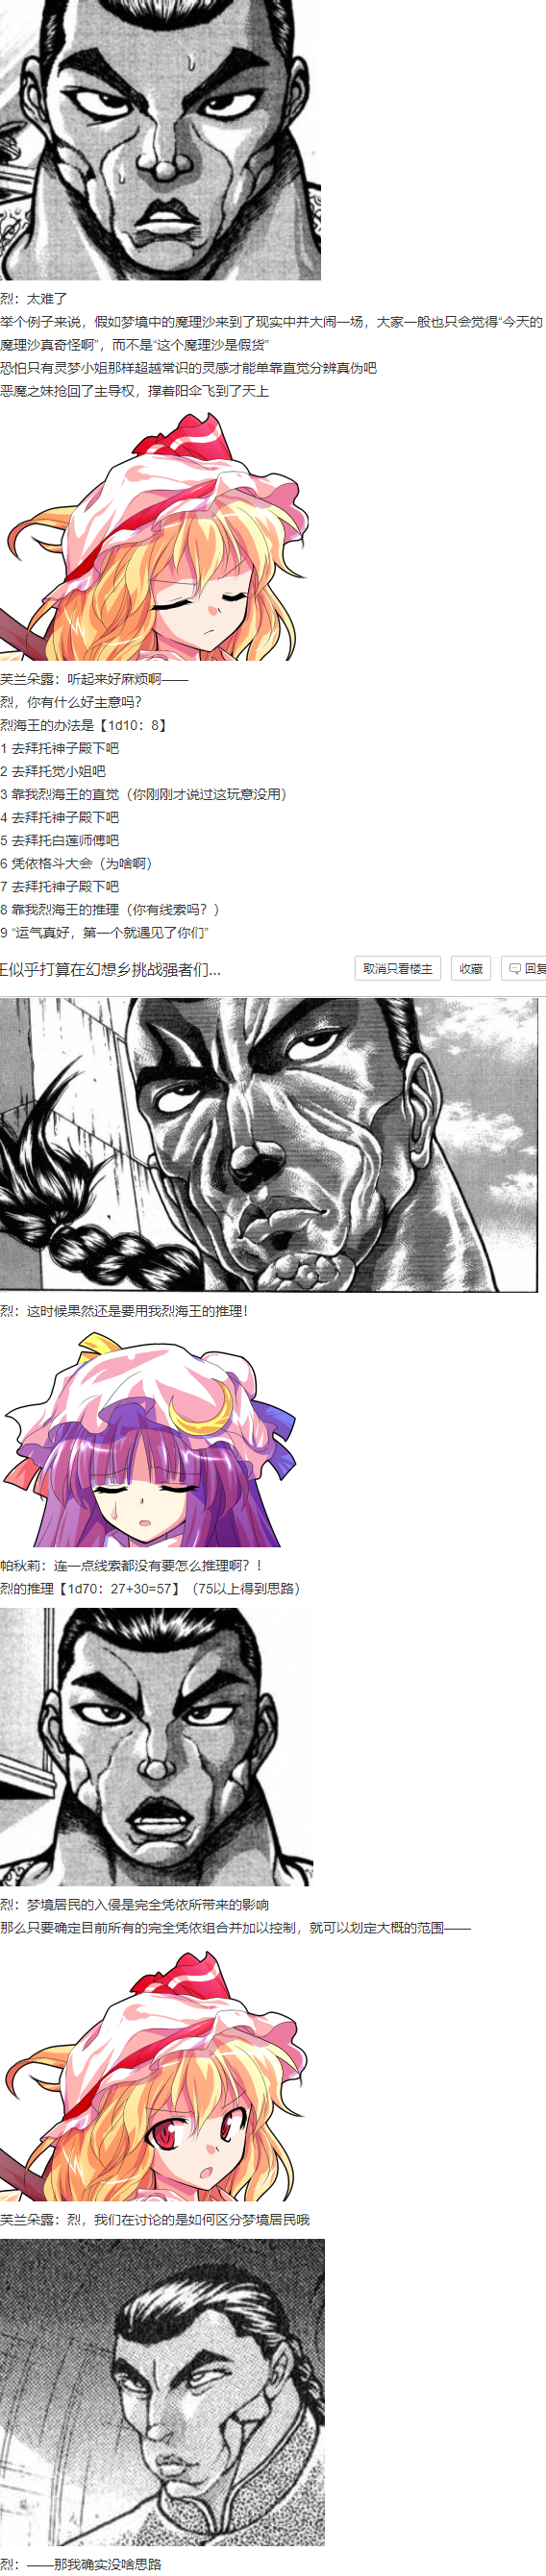 烈：太难了
举个例子来说，假如梦境中的魔理沙来到了现实中并大闹一场，大家一般也只会觉得“今天的
魔理沙真奇怪啊”，而不是“这个魔理沙是假货”
恐怕只有灵梦小姐那样超越常识的灵感才能单靠直觉分辨真伪吧
恶魔之妹抢回了主导权，撑着阳伞飞到了天上
芙兰朵露：听起来好麻烦啊——
烈，你有什么好主意吗？
烈海王的办法是【1d10：8】
1 去拜托神子殿下吧
2 去拜托觉小姐吧
3 靠我烈海王的直觉（你刚刚才说过这玩意没用）
4 去拜托神子殿下吧
5 去拜托白莲师傅吧
6 凭依格斗大会（为啥啊）
7 去拜托神子殿下吧
8 靠我烈海王的推理（你有线索吗？）
9 “运气真好，第一个就遇见了你们”
王似乎打算在幻想乡挑战强者们...
取消只看楼主
收藏
回复
烈：这时候果然还是要用我烈海王的推理！
帕秋莉：连一点线索都没有要怎么推理啊？！
烈的推理【1d70：27+30=57】（75以上得到思路）
烈：梦境居民的入侵是完全凭依所带来的影响
那么只要确定目前所有的完全凭依组合并加以控制，就可以划定大概的范围——
芙兰朵露：烈，我们在讨论的是如何区分梦境居民哦
烈：——那我确实没啥思路